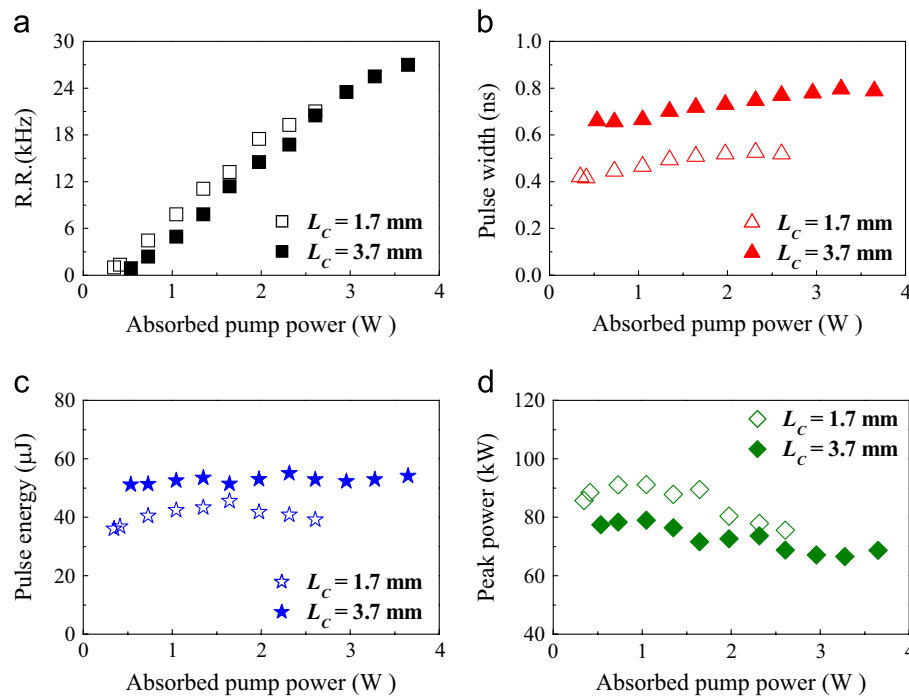 a
30
24
18
12
6
0
R.R.(kHz)
L_C = 1.7 mm
L_C = 3.7 mm
0 1 2 3 4
Absorbed pump power (W )
b
1.0
0.8
0.6
0.4
0.2
0.0
Pulse width (ns)
L_C = 1.7 mm
L_C = 3.7 mm
0 1 2 3 4
Absorbed pump power (W )
c
80
60
40
20
0
Pulse energy (μJ)
L_C = 1.7 mm
L_C = 3.7 mm
0 1 2 3 4
Absorbed pump power (W )
d
120
100
80
60
40
Peak power (kW)
L_C = 1.7 mm
L_C = 3.7 mm
0 1 2 3 4
Absorbed pump power (W )